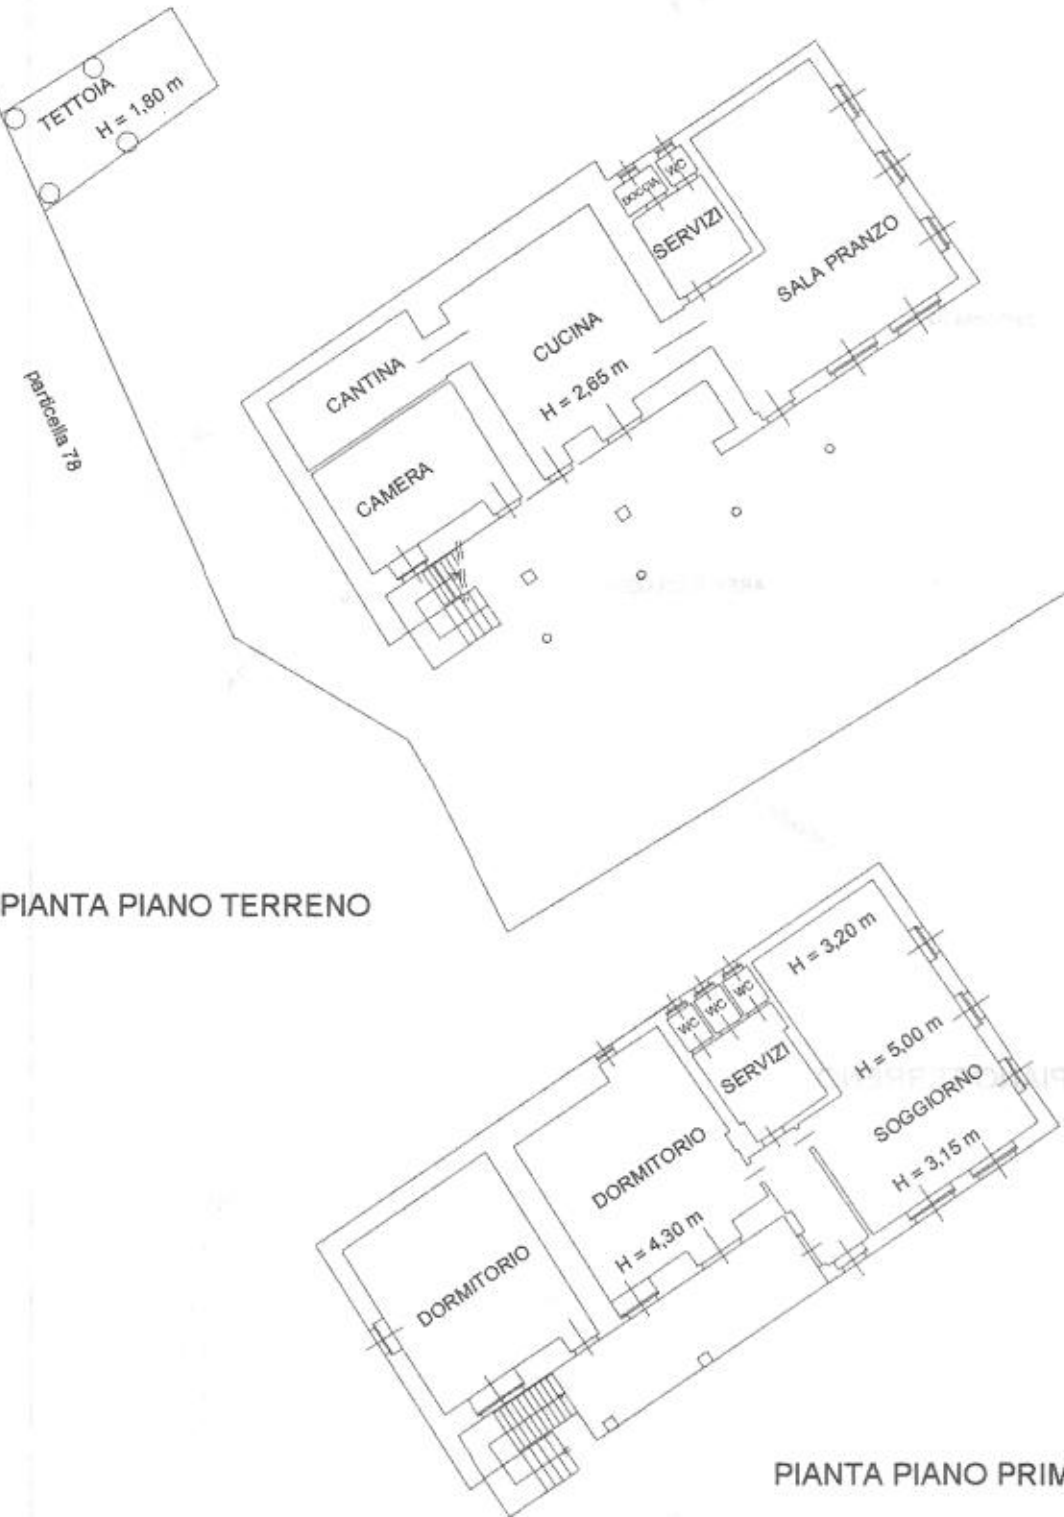 TETTOIA
H = 1,80 m
particella 78
DOCCIA
WC
SERVIZI
SALA PRANZO
CUCINA
H = 2,65 m
CANTINA
CAMERA
PIANTA PIANO TERRENO
H = 3,20 m
WC
WC
WC
SERVIZI
H = 5,00 m
SOGGIORNO
H = 3,15 m
DORMITORIO
H = 4,30 m
DORMITORIO
PIANTA PIANO PRIM